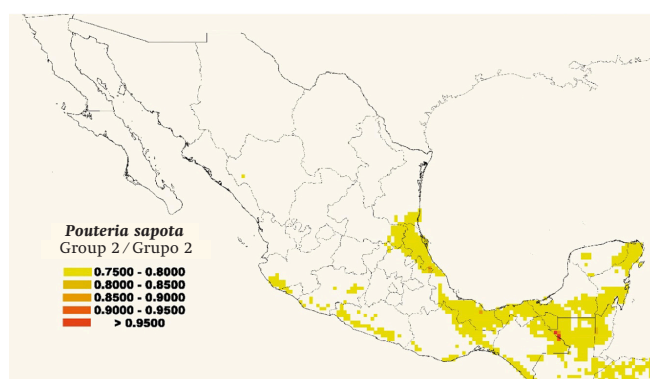 Pouteria sapota
Group 2 / Grupo 2
0.7500 - 0.8000
0.8000 - 0.8500
0.8500 - 0.9000
0.9000 - 0.9500
> 0.9500